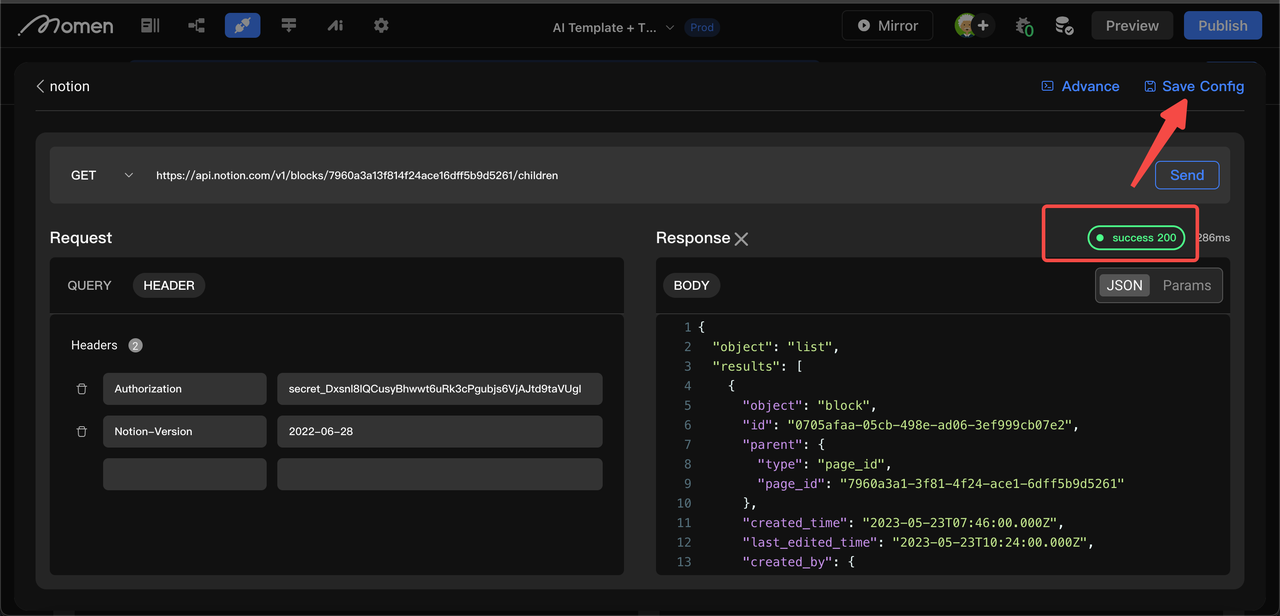 Momen
Ai
AI Template + T... Prod
Mirror
0
Preview
Publish
notion
Advance
Save Config
GET
https://api.notion.com/v1/blocks/7960a3a13f814f24ace16dff5b9d5261/children
Send
Request
QUERY
HEADER
Headers 2
Authorization
secret_Dxsnl8lQCusyBhwwt6uRk3cPgubjs6VjAJtd9taVUgl
Notion-Version
2022-06-28
Response
success 200
286ms
BODY
JSON
Params
1 {
2 "object": "list",
3 "results": [
4 {
5 "object": "block",
6 "id": "0705afaa-05cb-498e-ad06-3ef999cb07e2",
7 "parent": {
8 "type": "page_id",
9 "page_id": "7960a3a1-3f81-4f24-ace1-6dff5b9d5261"
10 },
11 "created_time": "2023-05-23T07:46:00.000Z",
12 "last_edited_time": "2023-05-23T10:24:00.000Z",
13 "created_by": {